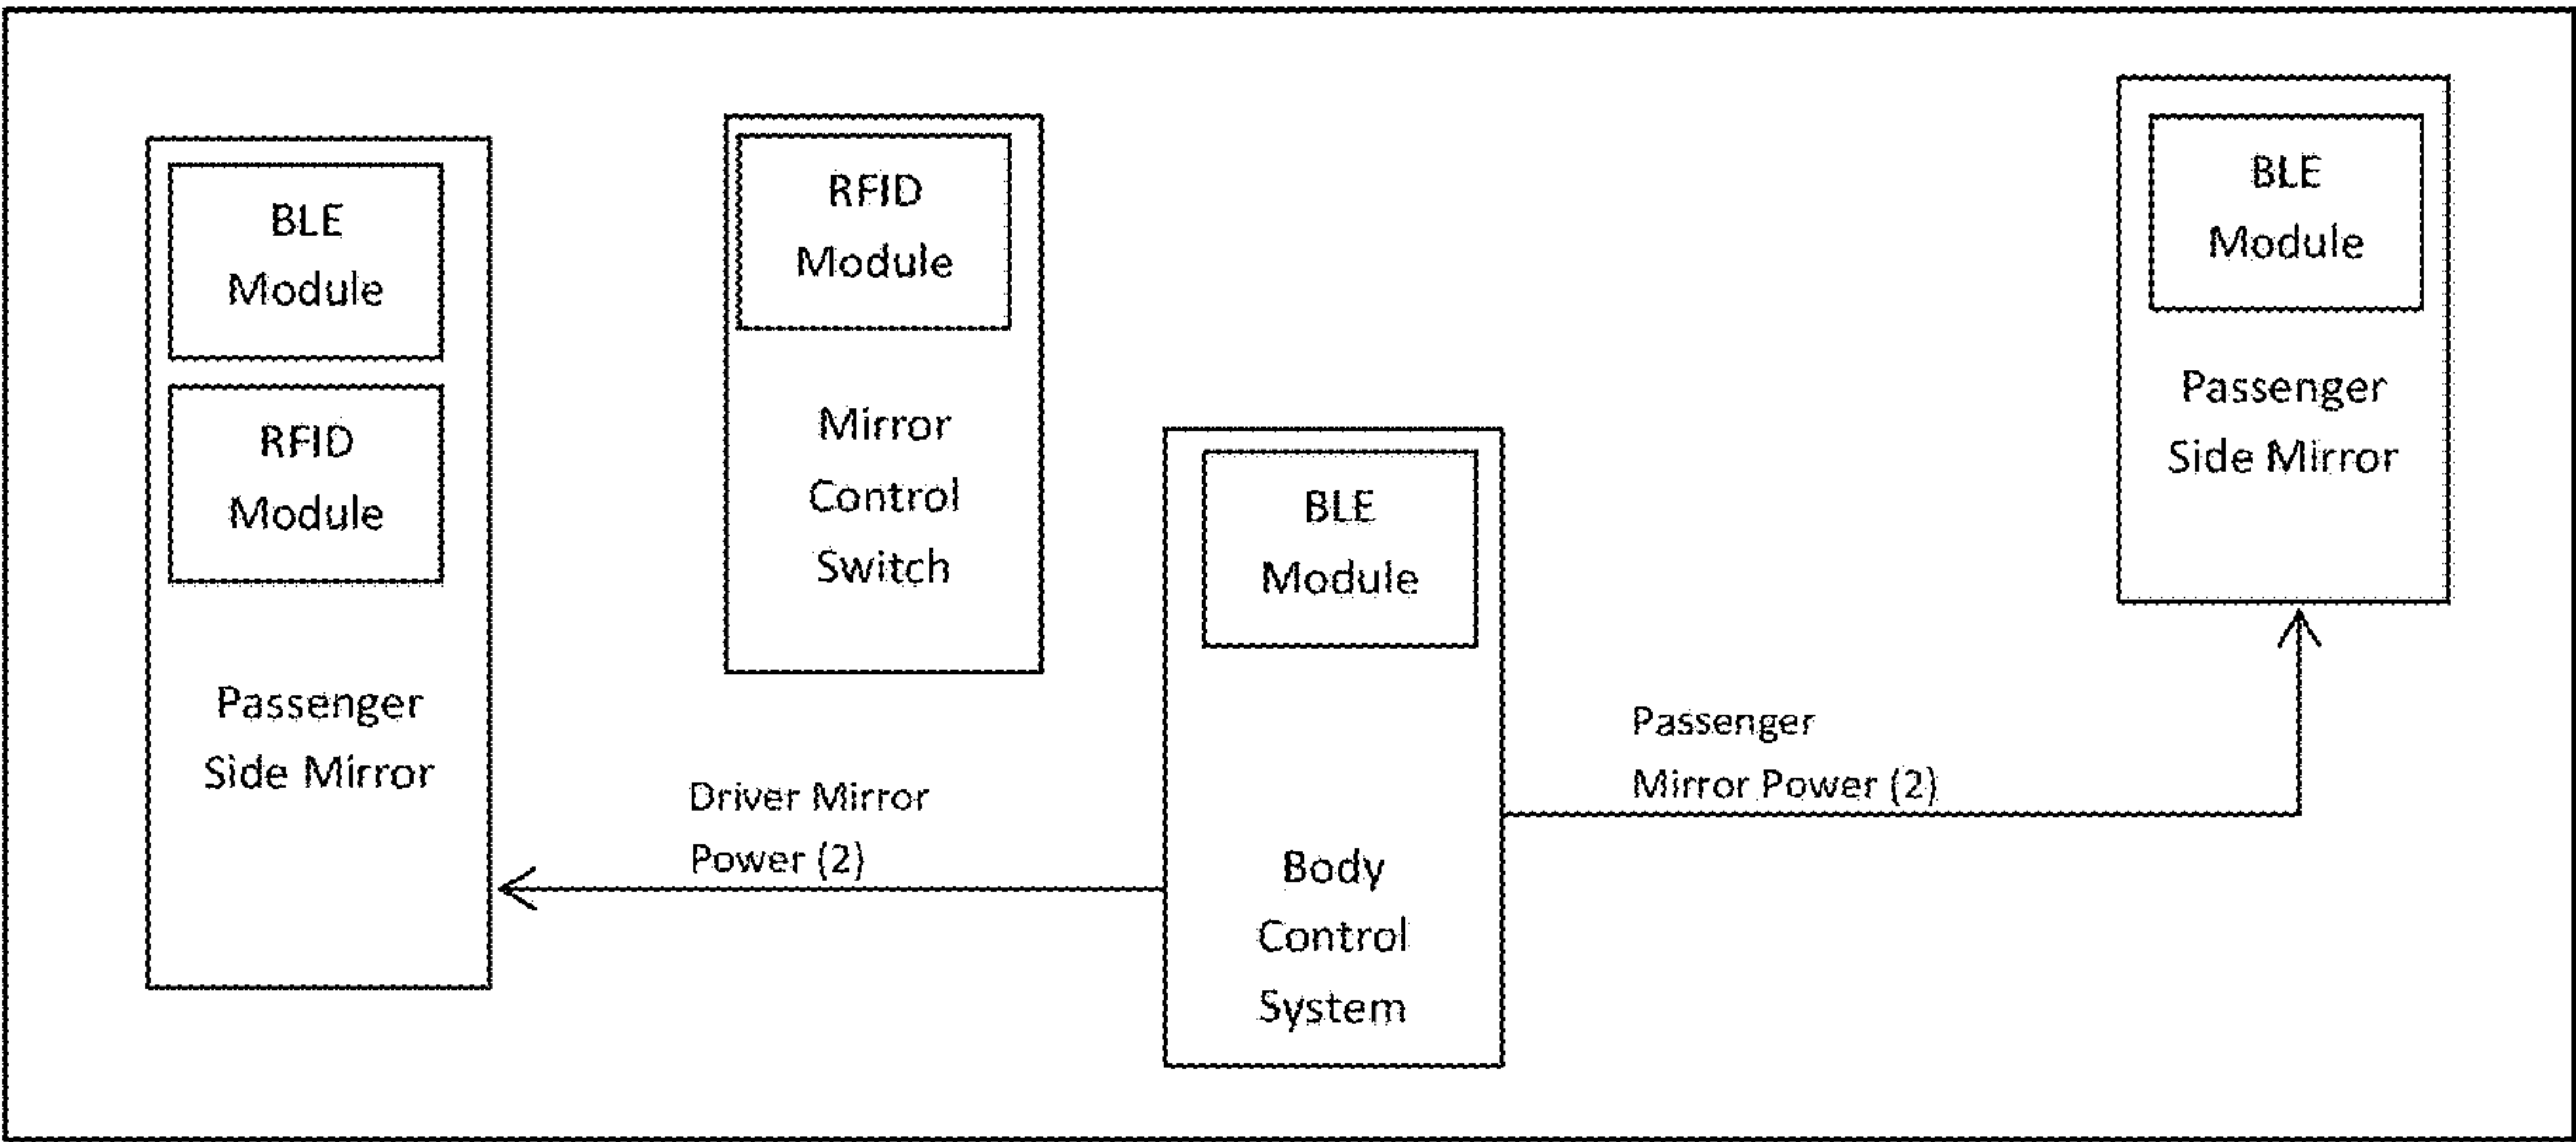 BLE
Module
RFID
Module
Passenger
Side Mirror
RFID
Module
Mirror
Control
Switch
Driver Mirror
Power (2)
BLE
Module
Body
Control
System
Passenger
Mirror Power (2)
BLE
Module
Passenger
Side Mirror